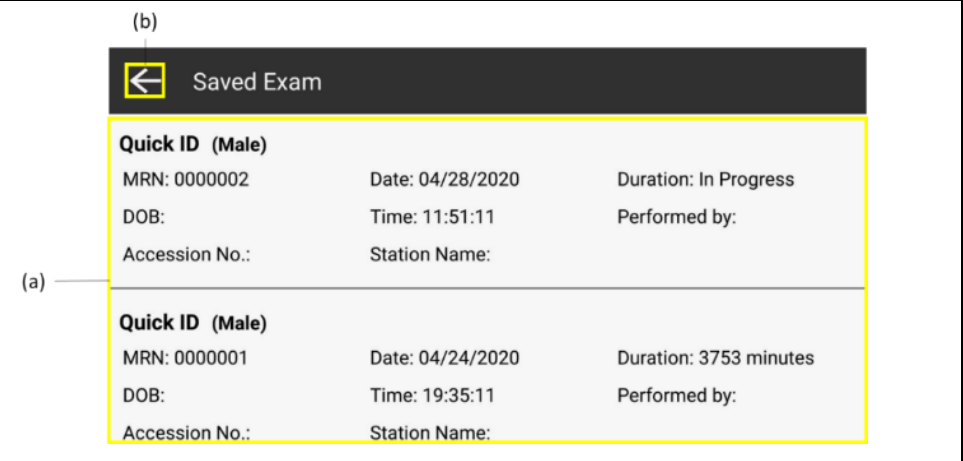 (b)
Saved Exam
Quick ID (Male)
MRN: 0000002 Date: 04/28/2020 Duration: In Progress
DOB: Time: 11:51:11 Performed by:
Accession No.: Station Name:
(a)
Quick ID (Male)
MRN: 0000001 Date: 04/24/2020 Duration: 3753 minutes
DOB: Time: 19:35:11 Performed by:
Accession No.: Station Name: